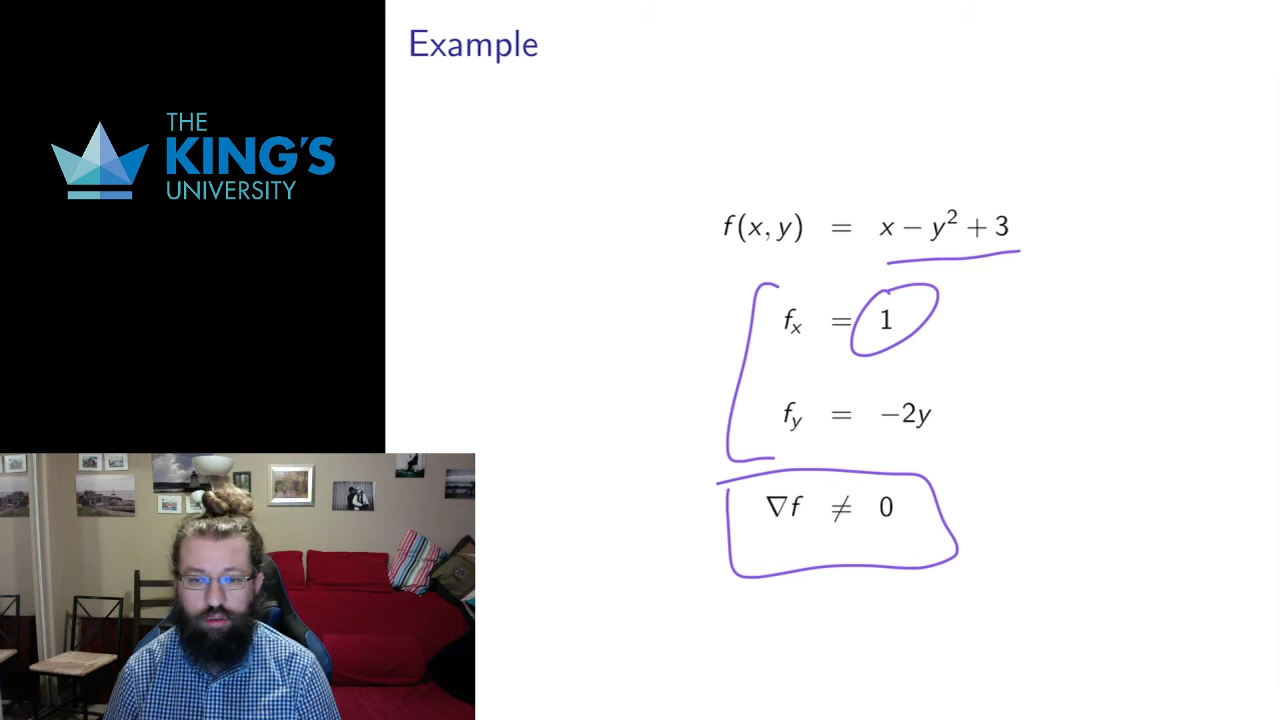 THE
KING'S
UNIVERSITY
Example
f(x, y) = x − y² + 3
fₓ = 1
f_y = −2y
∇f ≠ 0